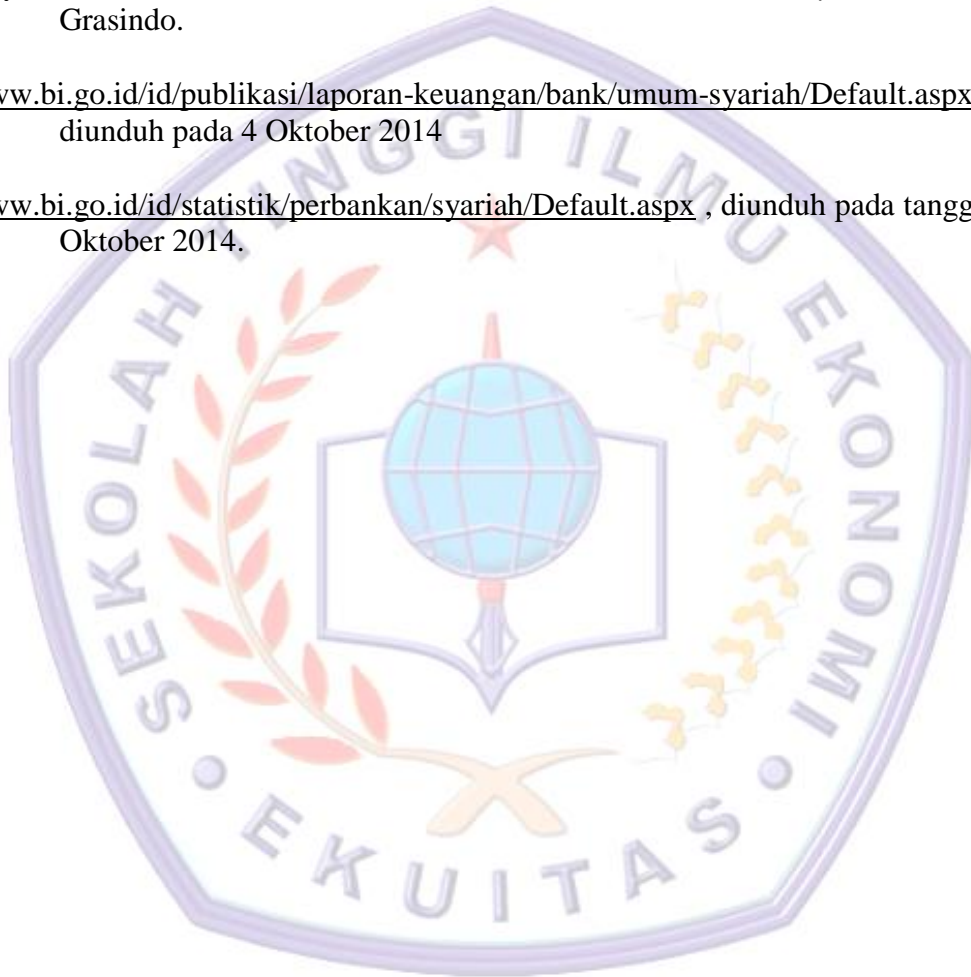 Grasindo.
ww.bi.go.id/id/publikasi/laporan-keuangan/bank/umum-syariah/Default.aspx
diunduh pada 4 Oktober 2014
ww.bi.go.id/id/statistik/perbankan/syariah/Default.aspx , diunduh pada tangg
Oktober 2014.
SEKOLAH TINGGI ILMU EKONOMI
• EKUITAS •